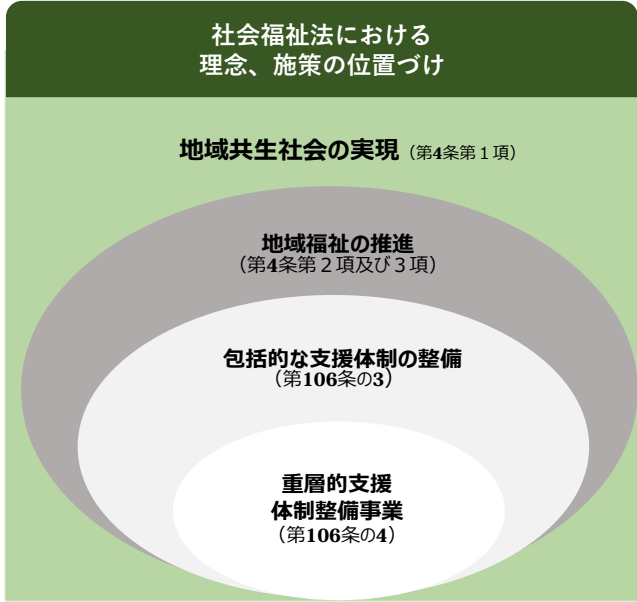 社会福祉法における
理念、施策の位置づけ
地域共生社会の実現（第4条第１項）
地域福祉の推進
（第4条第２項及び３項）
包括的な支援体制の整備
（第106条の3）
重層的支援
体制整備事業
（第106条の4）